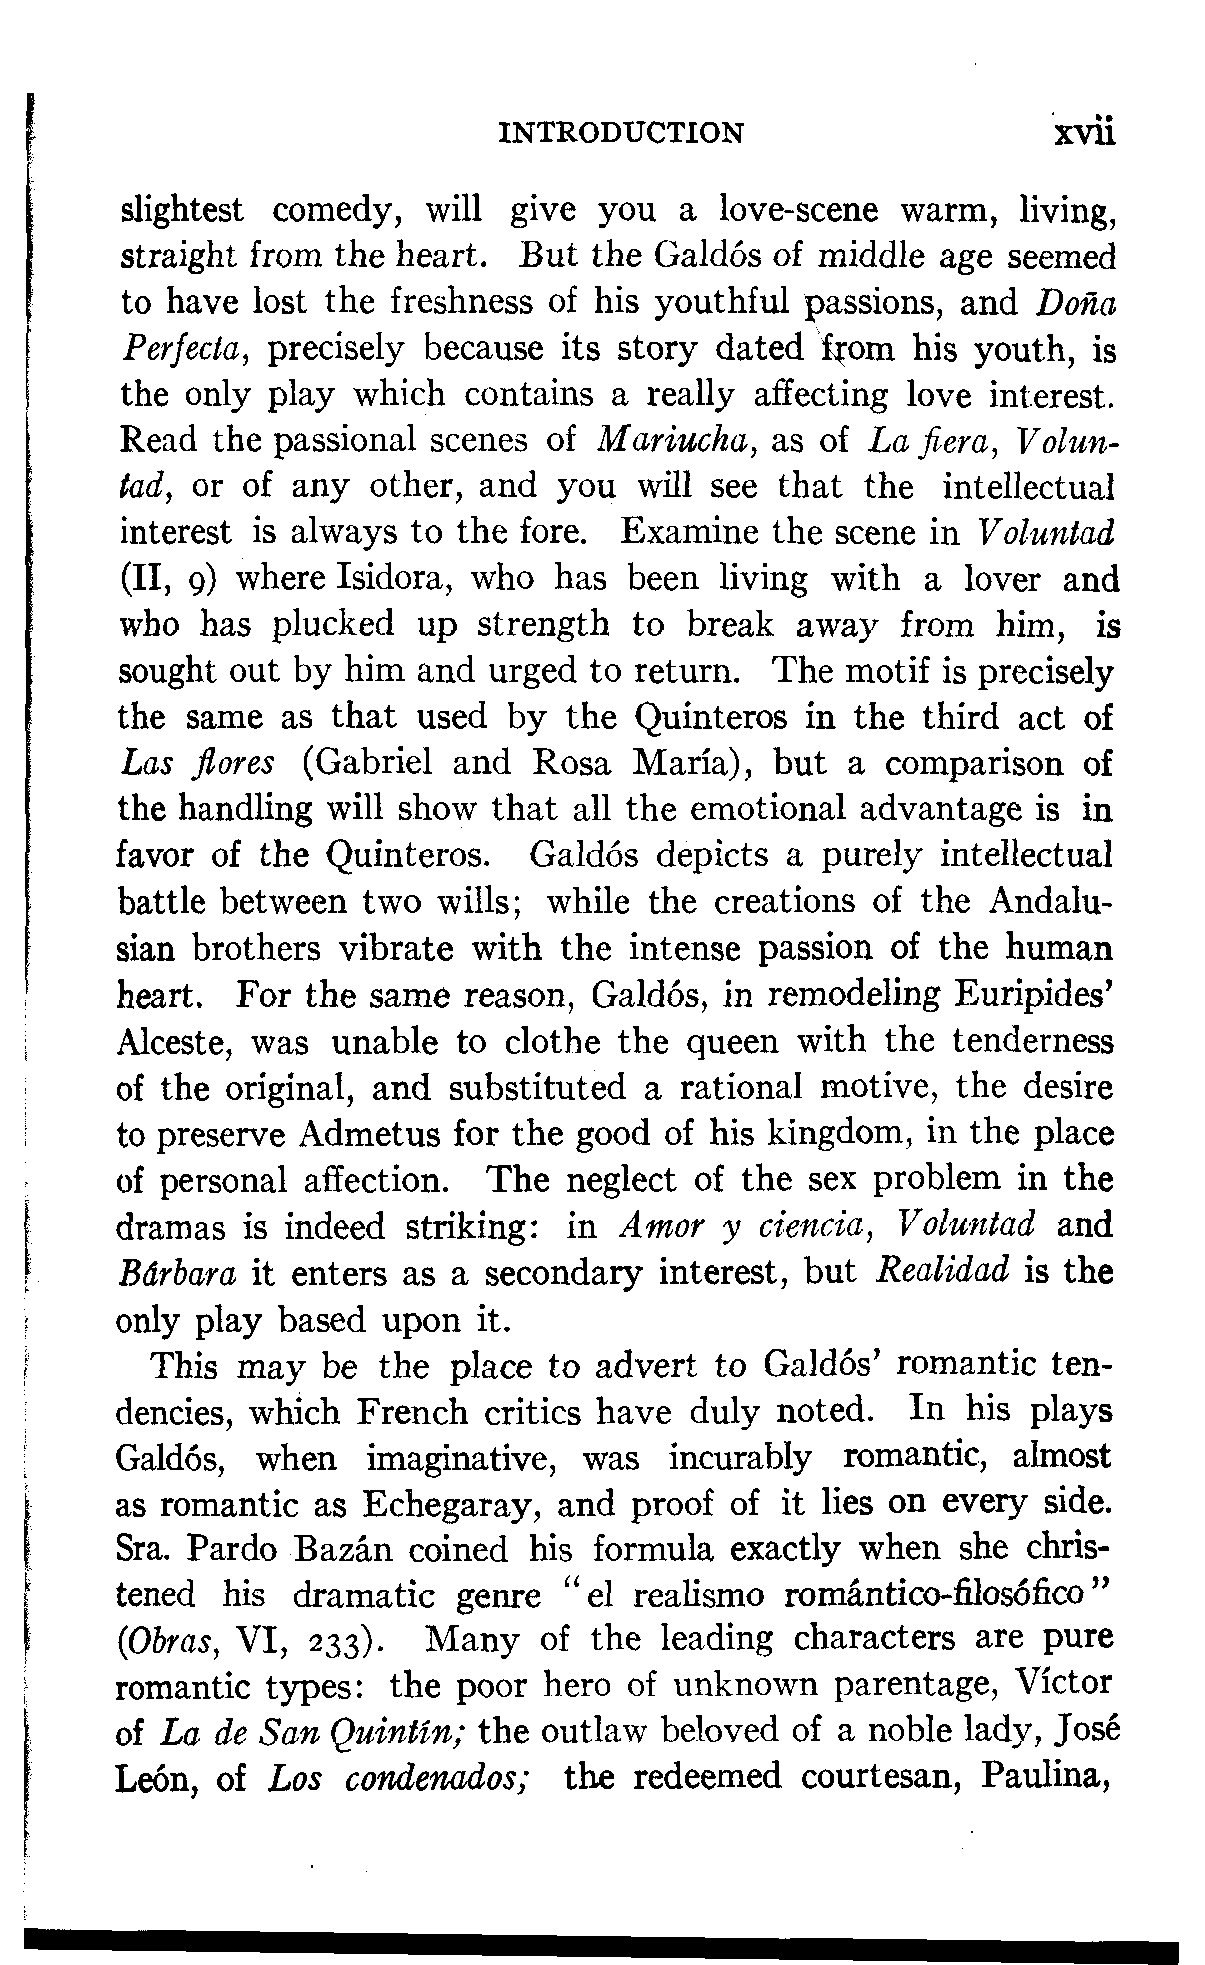 INTRODUCTION xvii
slightest comedy, will give you a love-scene warm, living,
straight from the heart. But the Galdós of middle age seemed
to have lost the freshness of his youthful passions, and Doña
Perfecta, precisely because its story dated from his youth, is
the only play which contains a really affecting love interest.
Read the passional scenes of Mariucha, as of La fiera, Volun-
tad, or of any other, and you will see that the intellectual
interest is always to the fore. Examine the scene in Voluntad
(II, 9) where Isidora, who has been living with a lover and
who has plucked up strength to break away from him, is
sought out by him and urged to return. The motif is precisely
the same as that used by the Quinteros in the third act of
Las flores (Gabriel and Rosa María), but a comparison of
the handling will show that all the emotional advantage is in
favor of the Quinteros. Galdós depicts a purely intellectual
battle between two wills; while the creations of the Andalu-
sian brothers vibrate with the intense passion of the human
heart. For the same reason, Galdós, in remodeling Euripides'
Alceste, was unable to clothe the queen with the tenderness
of the original, and substituted a rational motive, the desire
to preserve Admetus for the good of his kingdom, in the place
of personal affection. The neglect of the sex problem in the
dramas is indeed striking: in Amor y ciencia, Voluntad and
Bárbara it enters as a secondary interest, but Realidad is the
only play based upon it.
This may be the place to advert to Galdós' romantic ten-
dencies, which French critics have duly noted. In his plays
Galdós, when imaginative, was incurably romantic, almost
as romantic as Echegaray, and proof of it lies on every side.
Sra. Pardo Bazán coined his formula exactly when she chris-
tened his dramatic genre "el realismo romántico-filosófico"
(Obras, VI, 233). Many of the leading characters are pure
romantic types: the poor hero of unknown parentage, Víctor
of La de San Quintín; the outlaw beloved of a noble lady, José
León, of Los condenados; the redeemed courtesan, Paulina,